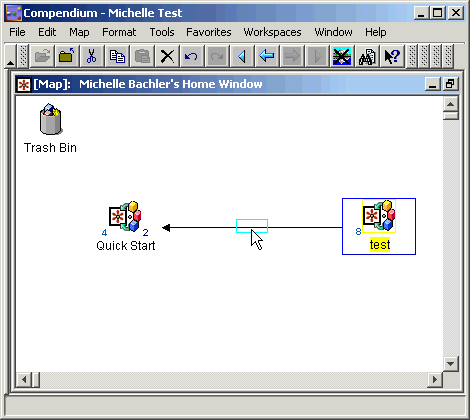 Compendium - Michelle Test
File Edit Map Format Tools Favorites Workspaces Window Help
[Map]: Michelle Bachler's Home Window
Trash Bin
4 2
Quick Start
8
test